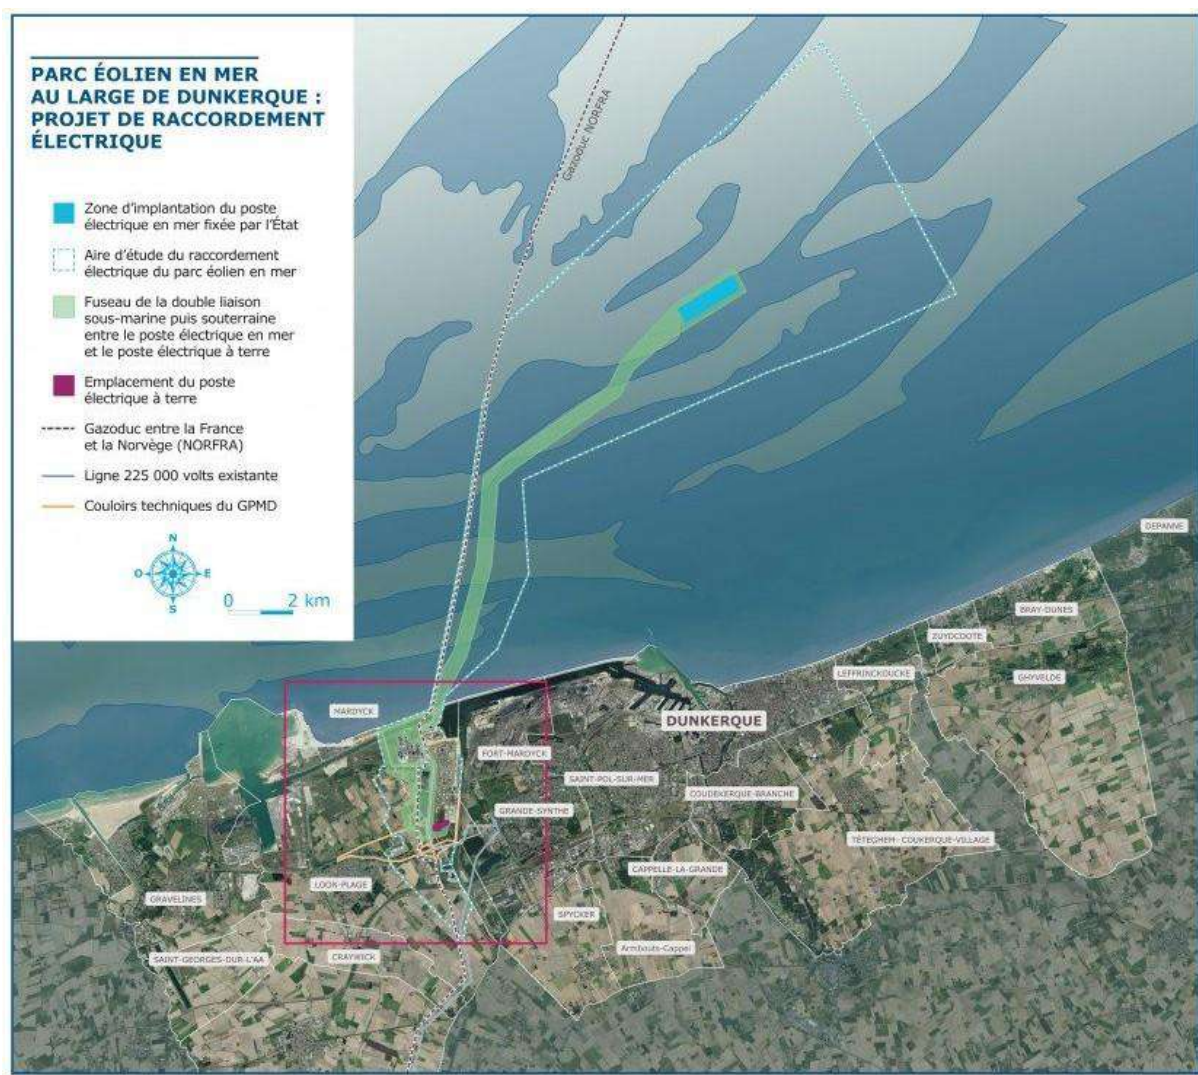 PARC ÉOLIEN EN MER
AU LARGE DE DUNKERQUE :
PROJET DE RACCORDEMENT
ÉLECTRIQUE
Zone d'implantation du poste
électrique en mer fixée par l'État
Aire d'étude du raccordement
électrique du parc éolien en mer
Fuseau de la double liaison
sous-marine puis souterraine
entre le poste électrique en mer
et le poste électrique à terre
Emplacement du poste
électrique à terre
Gazoduc entre la France
et la Norvège (NORFRA)
Ligne 225 000 volts existante
Couloirs techniques du GPMD
N
O
E
S
0 2 km
Gazoduc NORFRA
DEPANNE
BRAY-DUNES
ZUYDCOOTE
LEFFRINCKOUCKE
GHYVELDE
MARDYCK
DUNKERQUE
FORT-MARDYCK
SAINT-POL-SUR-MER
COUDEKERQUE-BRANCHE
GRANDE-SYNTHE
TÉTEGHEM- COUKERQUE-VILLAGE
CAPPELLE-LA-GRANDE
LOON-PLAGE
GRAVELINES
SPYCKER
Armbouts-Cappel
SAINT-GEORGES-DUR-L'AA
CRAYWICK